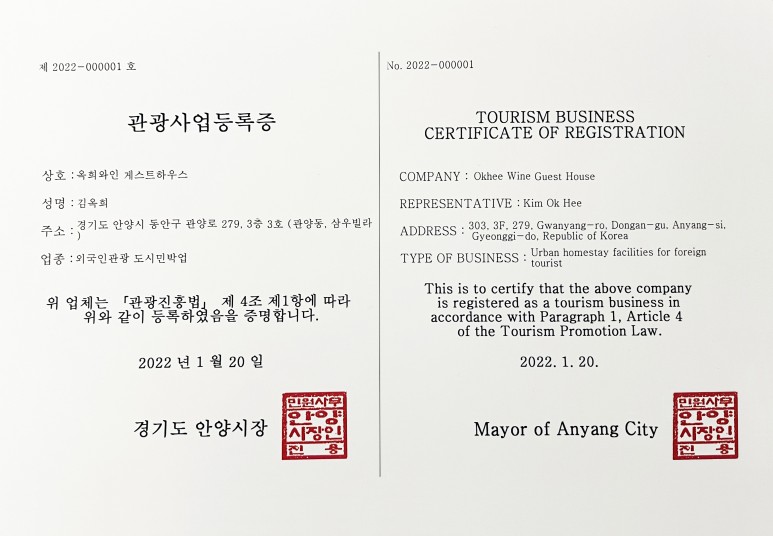 제 2022-000001 호
관광사업등록증
상호 : 옥희와인 게스트하우스
성명 : 김옥희
주소 : 경기도 안양시 동안구 관양로 279, 3층 3호 (관양동, 삼우빌라
)
업종 : 외국인관광 도시민박업
위 업체는 「관광진흥법」 제 4조 제1항에 따라
위와 같이 등록하였음을 증명합니다.
2022 년 1 월 20 일
경기도 안양시장
민원사무
안양
시장인
전용
No. 2022-000001
TOURISM BUSINESS
CERTIFICATE OF REGISTRATION
COMPANY : Okhee Wine Guest House
REPRESENTATIVE : Kim Ok Hee
ADDRESS : 303, 3F, 279, Gwanyang-ro, Dongan-gu, Anyang-si,
Gyeonggi-do, Republic of Korea
TYPE OF BUSINESS : Urban homestay facilities for foreign
tourist
This is to certify that the above company
is registered as a tourism business in
accordance with Paragraph 1, Article 4
of the Tourism Promotion Law.
2022. 1. 20.
Mayor of Anyang City
민원사무
안양
시장인
전용